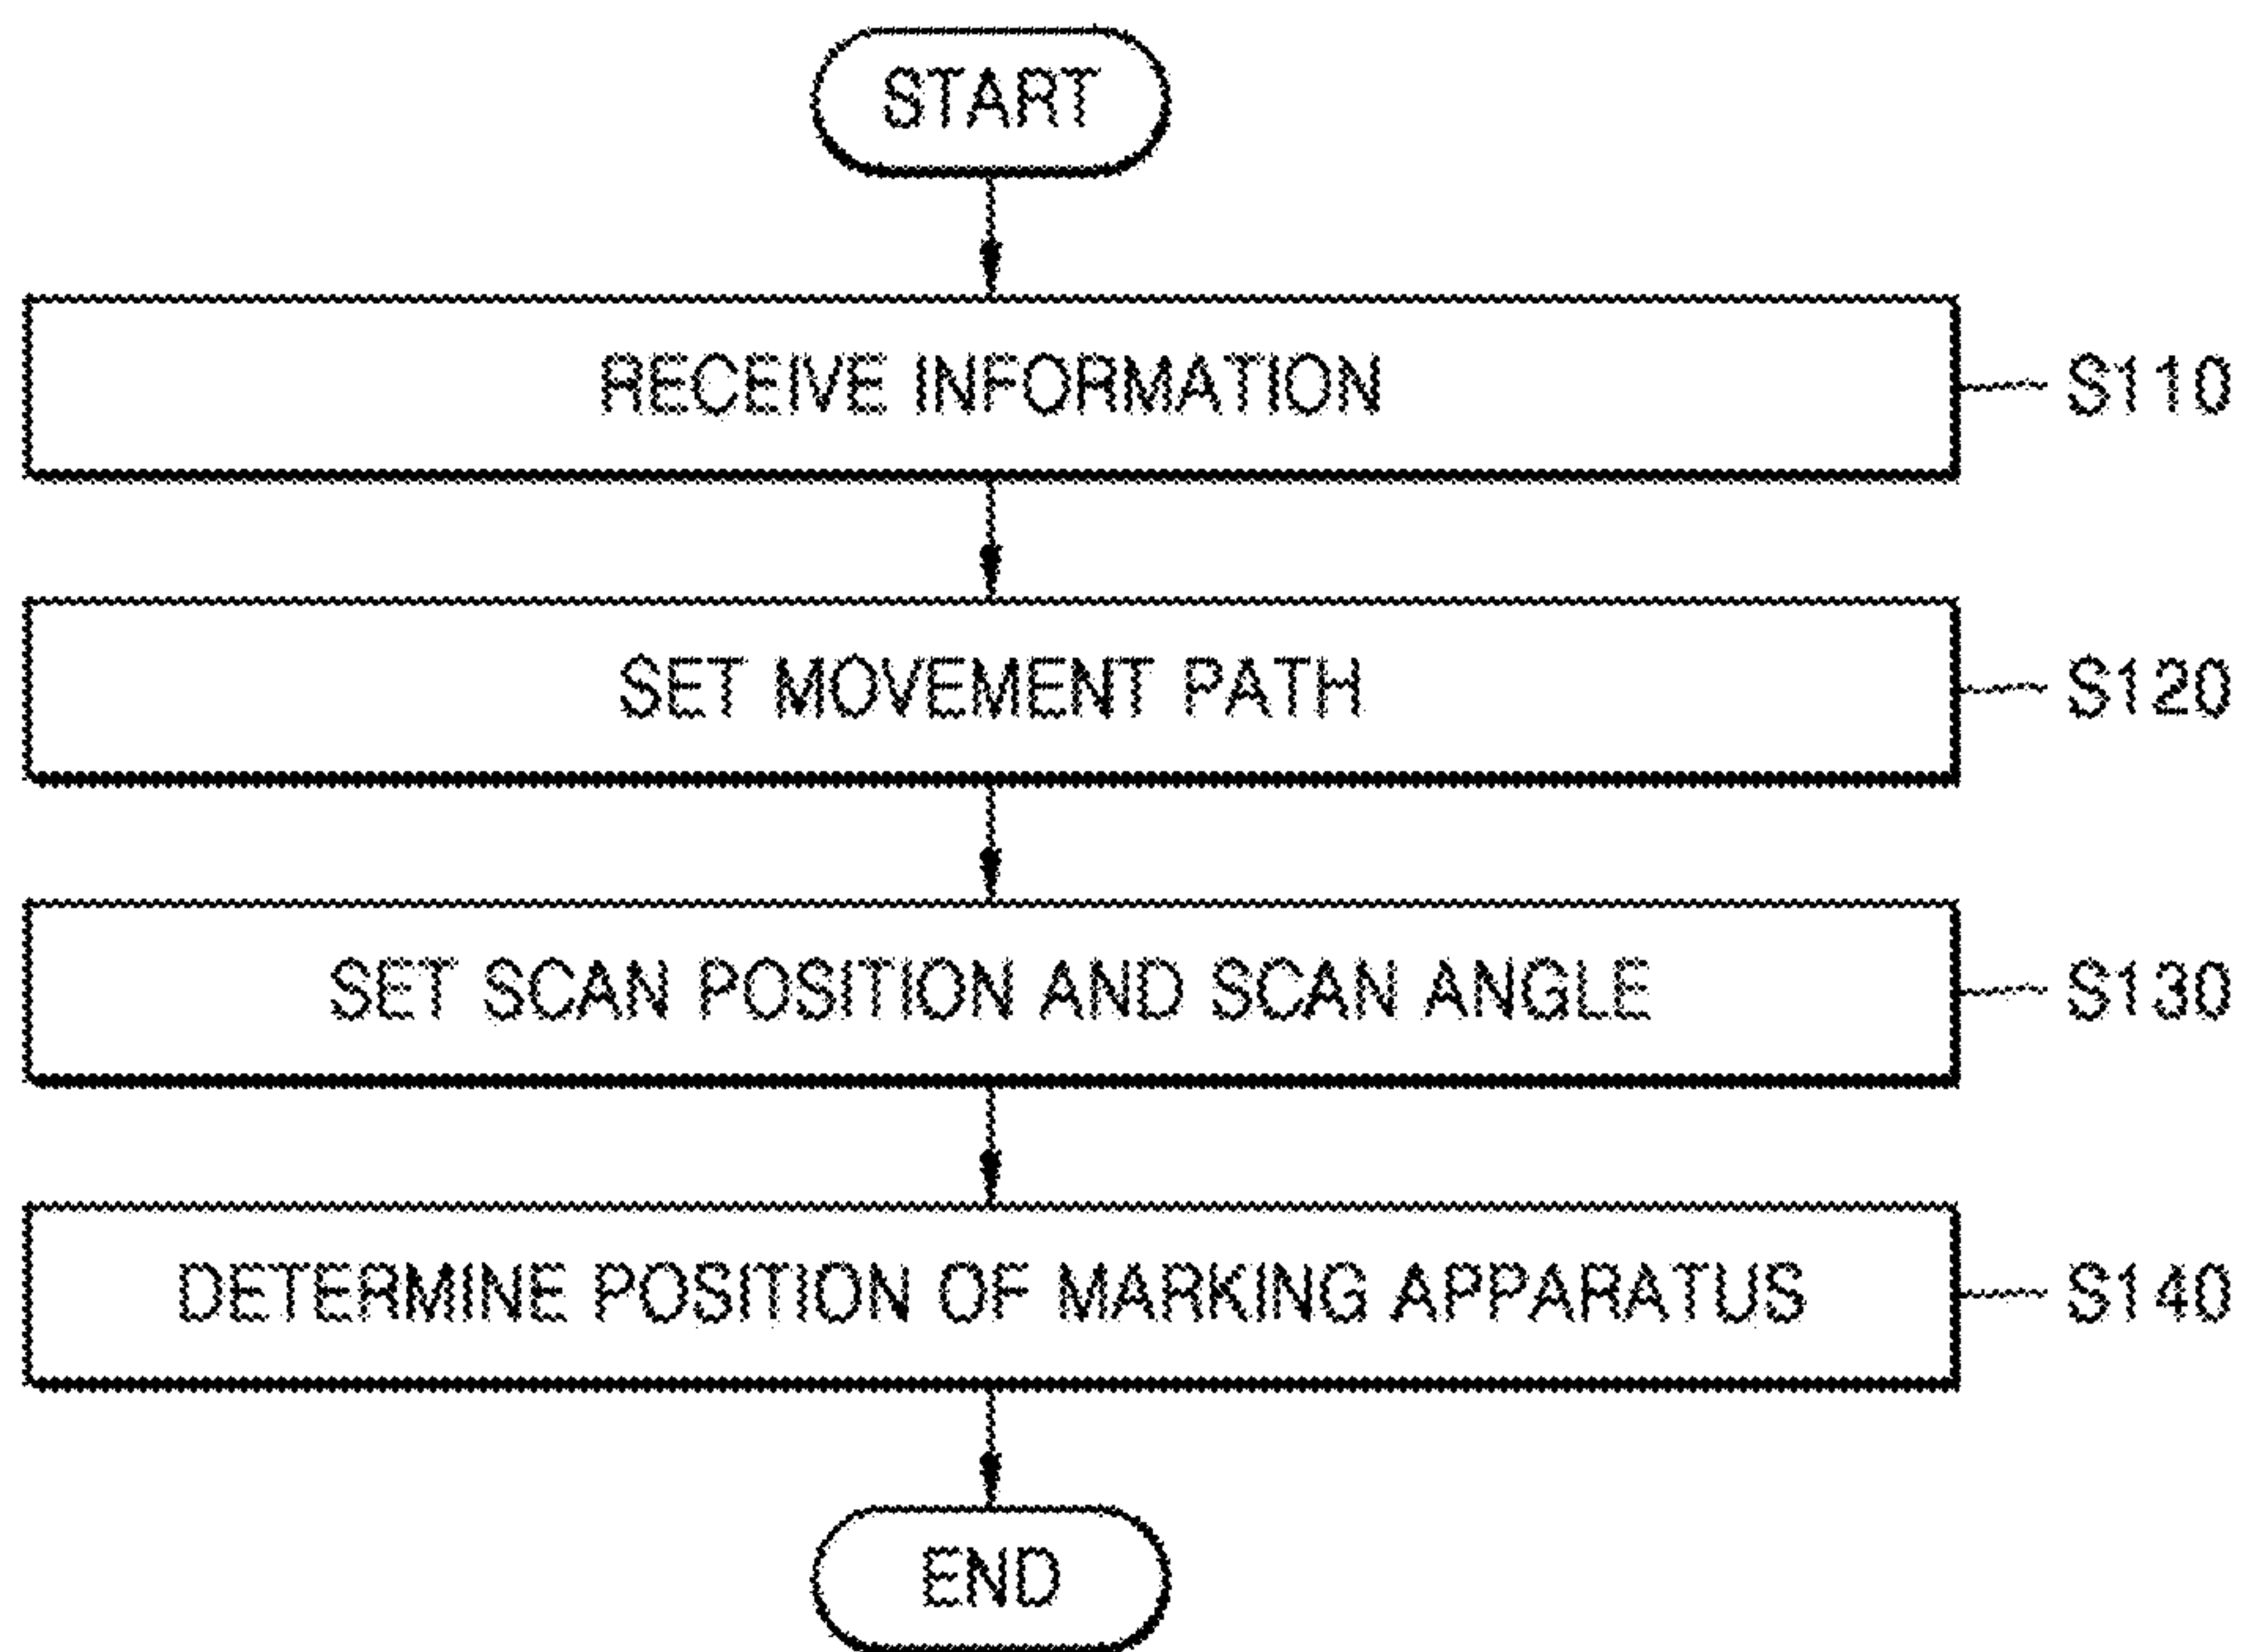 START
RECEIVE INFORMATION S110
SET MOVEMENT PATH S120
SET SCAN POSITION AND SCAN ANGLE S130
DETERMINE POSITION OF MARKING APPARATUS S140
END